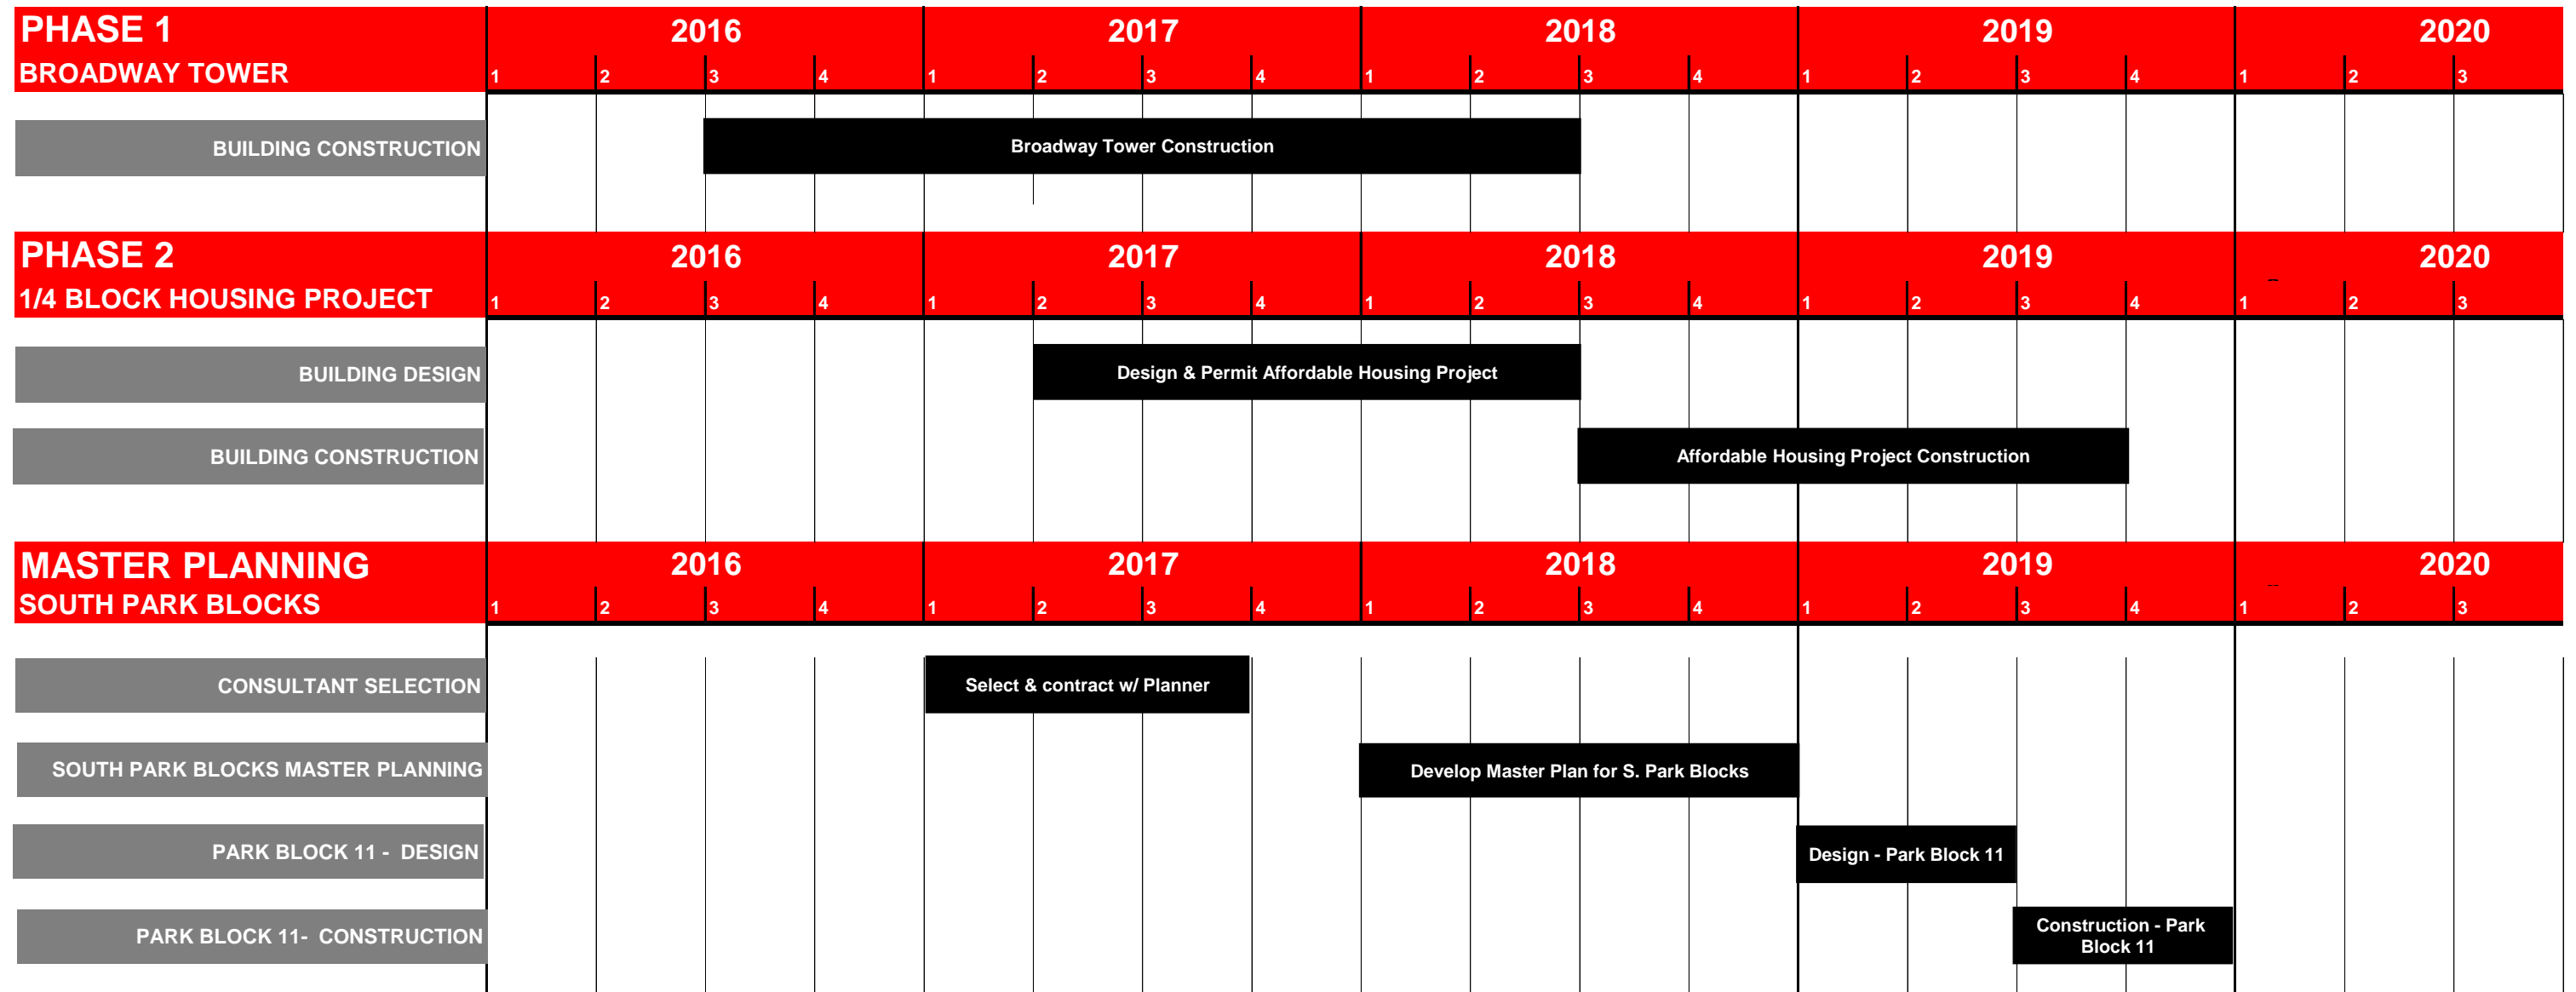 PHASE 1
2016 2017 2018 2019 2020
BROADWAY TOWER
1 2 3 4 1 2 3 4 1 2 3 4 1 2 3 4 1 2 3
BUILDING CONSTRUCTION
Broadway Tower Construction
PHASE 2
2016 2017 2018 2019 2020
1/4 BLOCK HOUSING PROJECT
1 2 3 4 1 2 3 4 1 2 3 4 1 2 3 4 1 2 3
BUILDING DESIGN
Design & Permit Affordable Housing Project
BUILDING CONSTRUCTION
Affordable Housing Project Construction
MASTER PLANNING
2016 2017 2018 2019 2020
SOUTH PARK BLOCKS
1 2 3 4 1 2 3 4 1 2 3 4 1 2 3 4 1 2 3
CONSULTANT SELECTION
Select & contract w/ Planner
SOUTH PARK BLOCKS MASTER PLANNING
Develop Master Plan for S. Park Blocks
PARK BLOCK 11 - DESIGN
Design - Park Block 11
PARK BLOCK 11- CONSTRUCTION
Construction - Park
Block 11